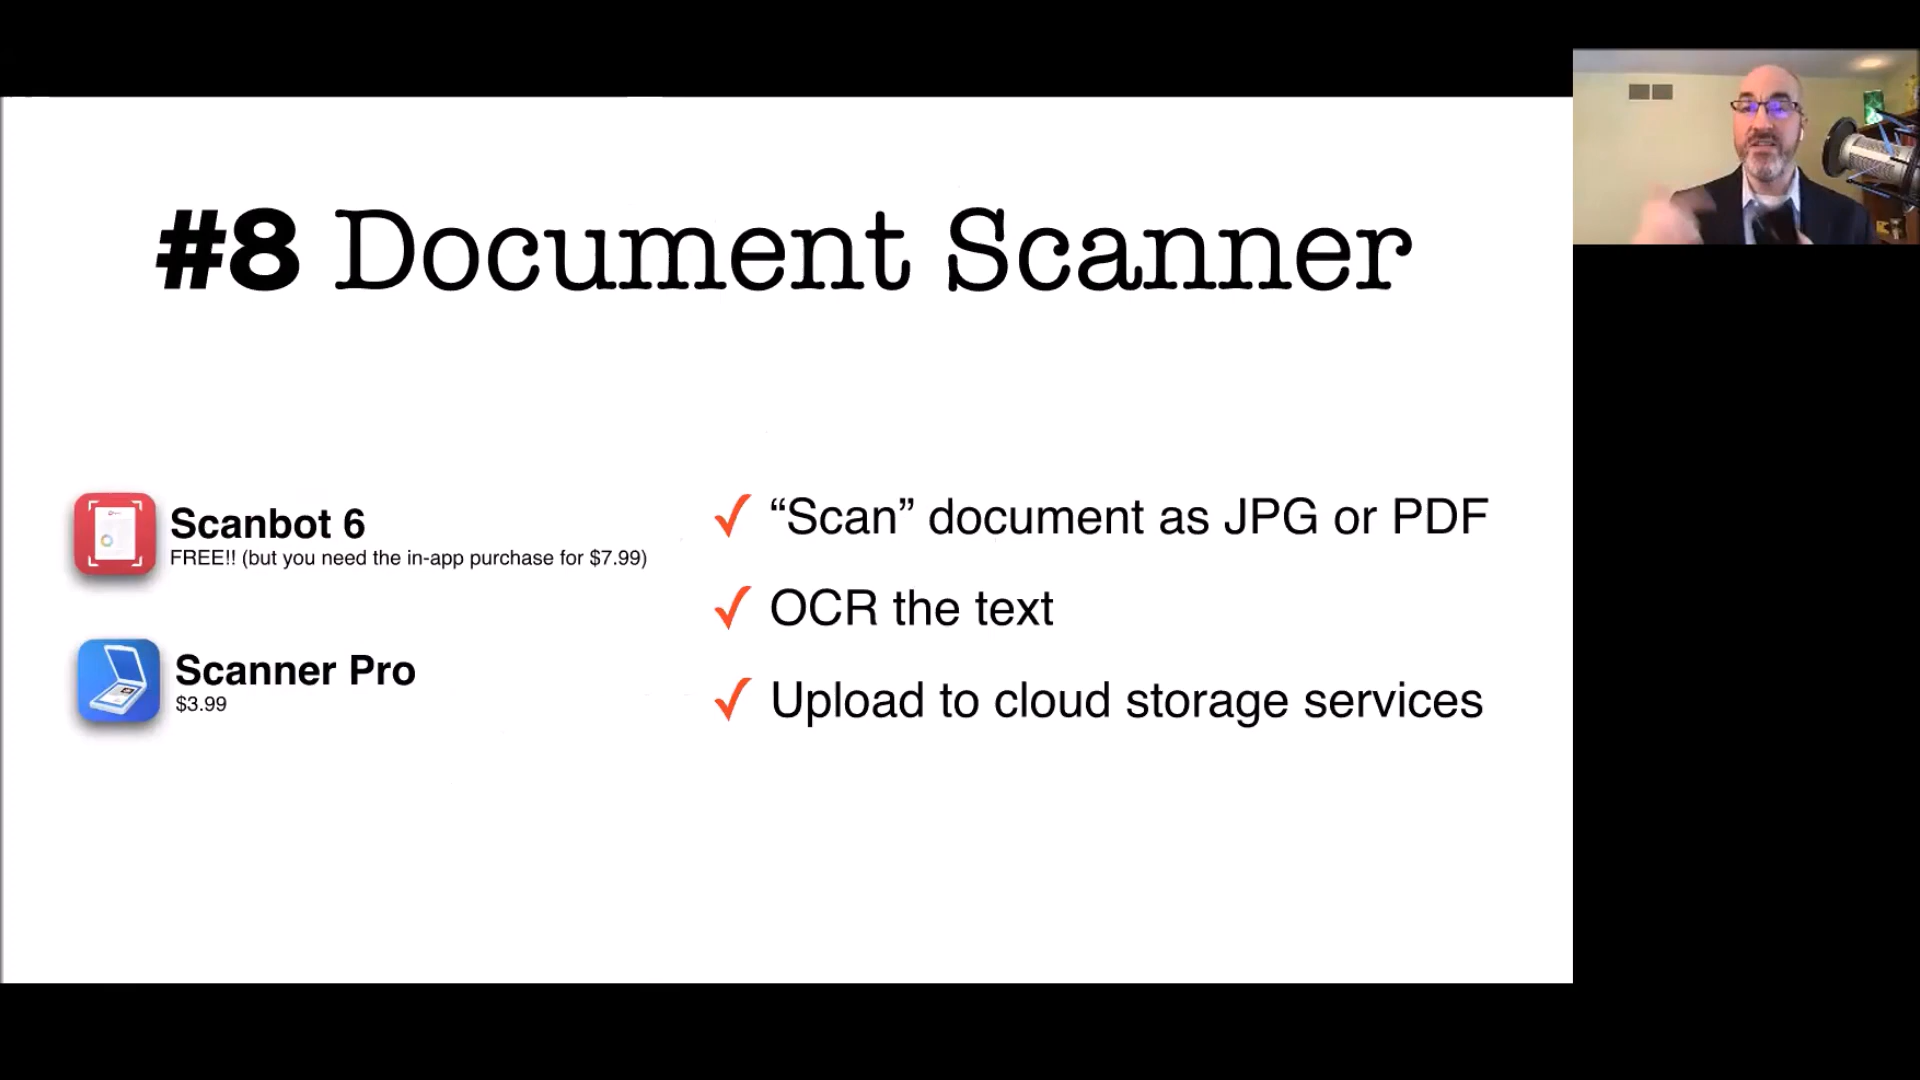 #8 Document Scanner
Scanbot 6
FREE!! (but you need the in-app purchase for $7.99)
Scanner Pro
$3.99
✓ “Scan” document as JPG or PDF
✓ OCR the text
✓ Upload to cloud storage services